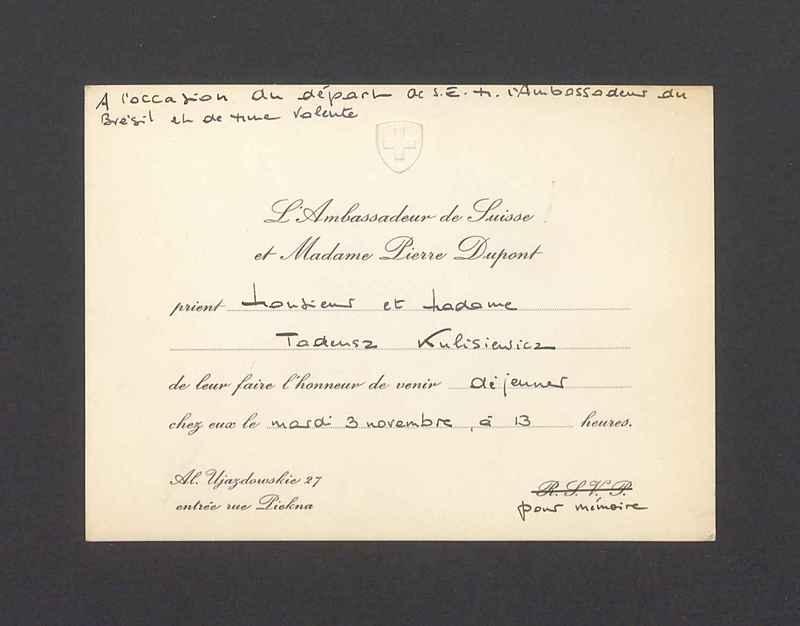 A l'occasion du départ de S.E. M. l'Ambassadeur du
Brésil et de Mme Valente
L'Ambassadeur de Suisse
et Madame Pierre Dupont
prient Monsieur et Madame
Tadeusz Kulisiewicz
de leur faire l'honneur de venir déjeuner
chez eux le mardi 3 novembre, à 13 heures.
Al. Ujazdowskie 27
entrée rue Piekna
R. S. V. P.
pour mémoire